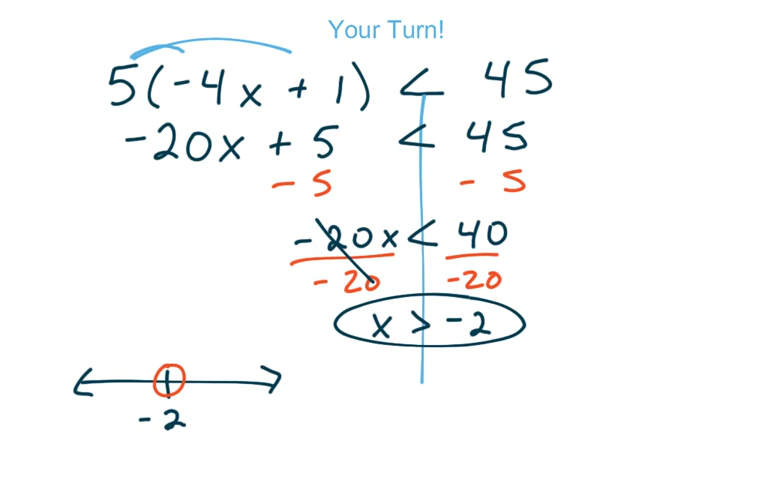 Your Turn!
5(-4x + 1) < 45
-20x + 5 < 45
- 5 - 5
-20x < 40
-20 -20
x > -2
-2